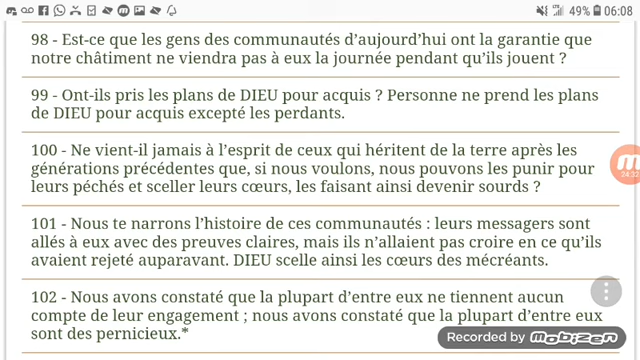 49% 06:08
98 - Est-ce que les gens des communautés d'aujourd'hui ont la garantie que
notre châtiment ne viendra pas à eux la journée pendant qu'ils jouent ?
99 - Ont-ils pris les plans de DIEU pour acquis ? Personne ne prend les plans
de DIEU pour acquis excepté les perdants.
100 - Ne vient-il jamais à l'esprit de ceux qui héritent de la terre après les
générations précédentes que, si nous voulons, nous pouvons les punir pour
leurs péchés et sceller leurs cœurs, les faisant ainsi devenir sourds ?
24:33
101 - Nous te narrons l'histoire de ces communautés : leurs messagers sont
allés à eux avec des preuves claires, mais ils n'allaient pas croire en ce qu'ils
avaient rejeté auparavant. DIEU scelle ainsi les cœurs des mécréants.
102 - Nous avons constaté que la plupart d'entre eux ne tiennent aucun
compte de leur engagement ; nous avons constaté que la plupart d'entre eux
sont des pernicieux.*
Recorded by Mobizen